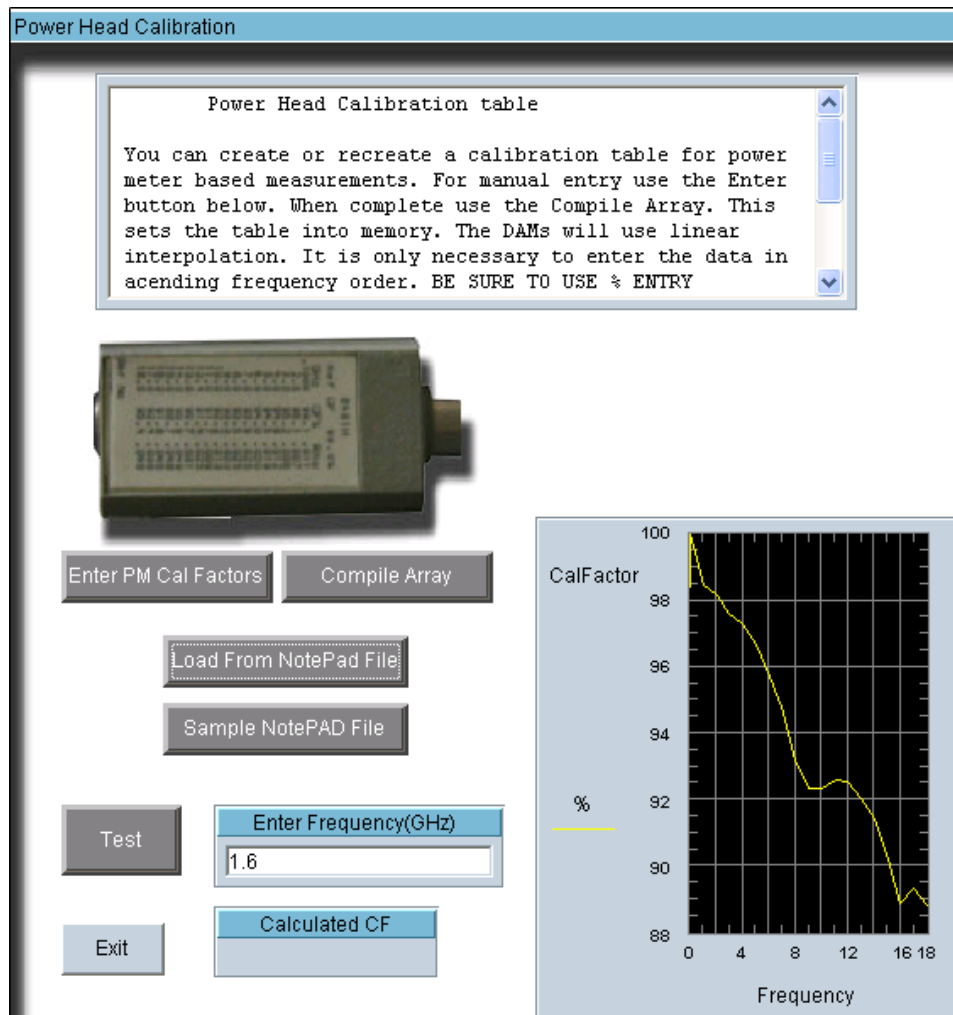 Power Head Calibration
Power Head Calibration table
You can create or recreate a calibration table for power
meter based measurements. For manual entry use the Enter
button below. When complete use the Compile Array. This
sets the table into memory. The DAMs will use linear
interpolation. It is only necessary to enter the data in
acending frequency order. BE SURE TO USE % ENTRY
Enter PM Cal Factors
Compile Array
Load From NotePad File
Sample NotePAD File
Test
Enter Frequency(GHz)
1.6
Exit
Calculated CF
CalFactor
%
100
98
96
94
92
90
88
0 4 8 12 16 18
Frequency